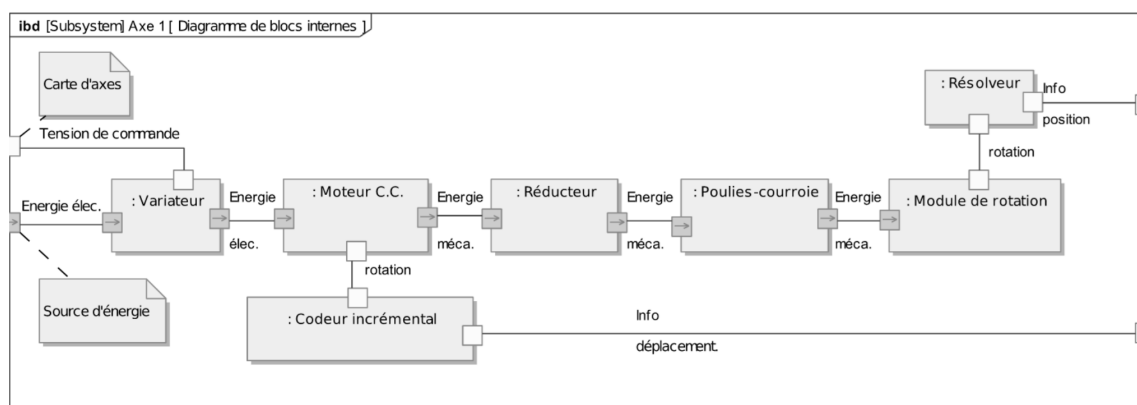 ibd [Subsystem] Axe 1 [ Diagramme de blocs internes ]
Carte d'axes
: Résolveur
Info
position
Tension de commande
rotation
Energie élec.
: Variateur
Energie
élec.
: Moteur C.C.
Energie
méca.
: Réducteur
Energie
méca.
: Poulies-courroie
Energie
méca.
: Module de rotation
rotation
Source d'énergie
: Codeur incrémental
Info
déplacement.